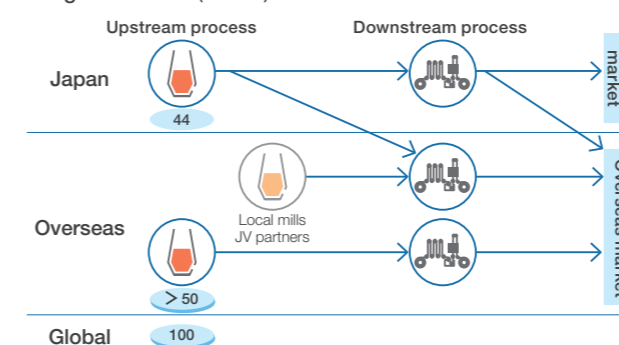 Upstream process
Downstream process
Japan
44
market
Overseas
Local mills
JV partners
> 50
Overseas market
Global
100